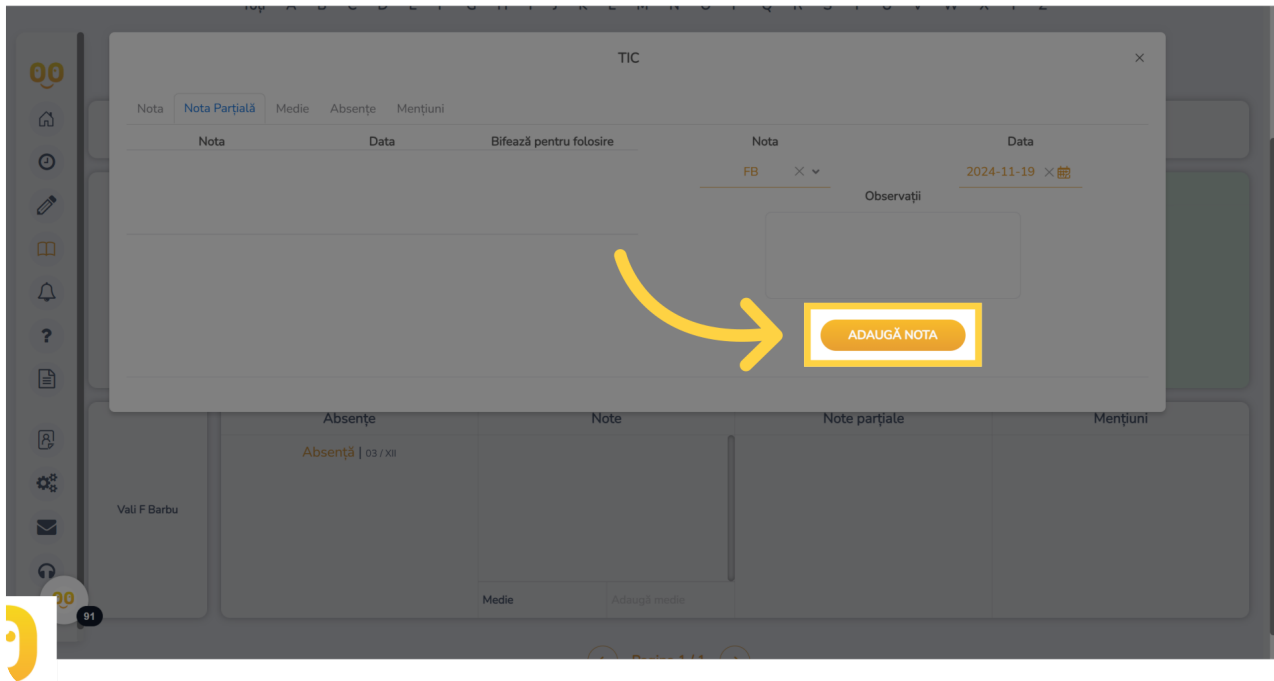 TIC
Nota Nota Parțială Medie Absențe Mențiuni
Nota Data Bifează pentru folosire Nota Data
FB 2024-11-19
Observații
ADAUGĂ NOTA
Absențe Note Note parțiale Mențiuni
Absență | 03 / XII
Vali F Barbu
Medie Adaugă medie
91